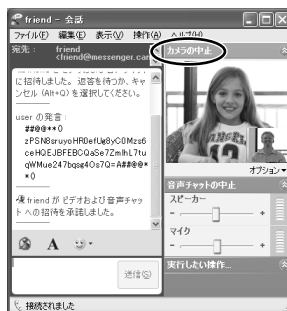 friend - 会話
ファイル(F) 編集(E) 表示(V) 操作(A) ヘルプ(H)
宛先: friend
<friend@messenger.can
カメラの中止
に招待しました。返答を待つか、キャ
ンセル (Alt+Q) を選択してください。
user の発言:
##@@**0
friend が ビデオおよび音声チャッ
トへの招待を承諾しました。
オプション
音声チャットの中止
スピーカー
- +
マイク
- +
実行したい操作...
A
送信(S)
接続されました